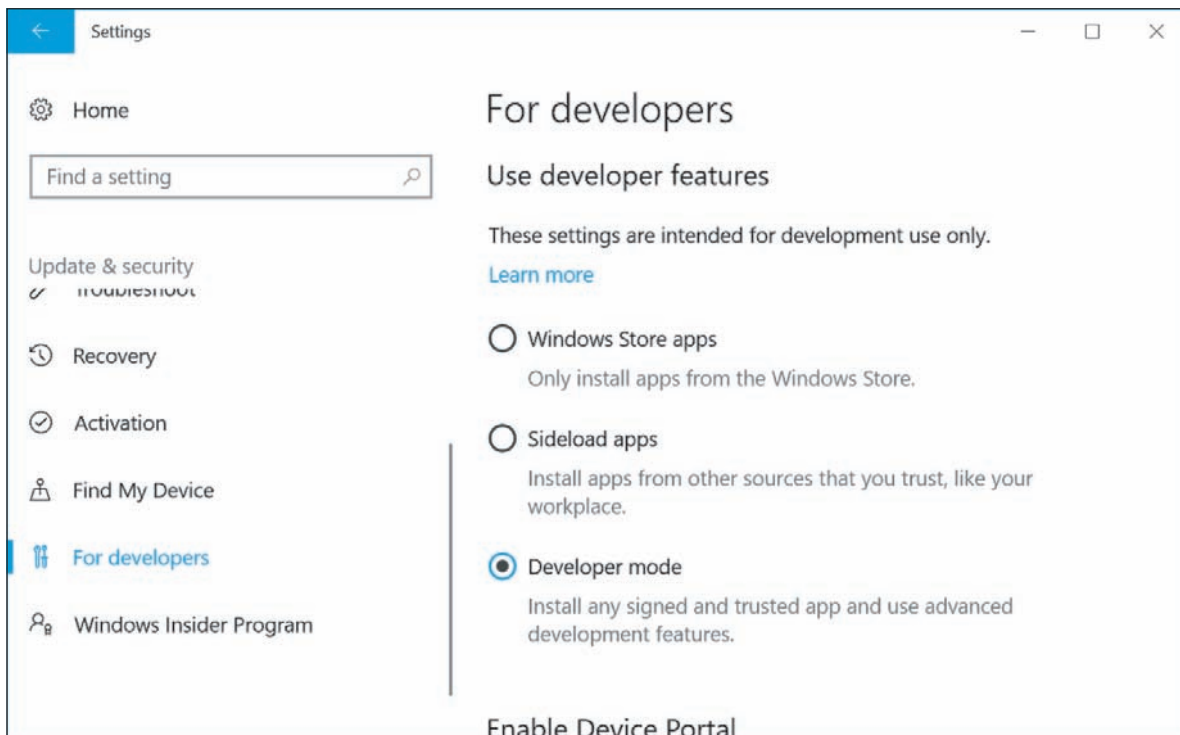 Settings
Home
Find a setting
Update & security
Troubleshoot
Recovery
Activation
Find My Device
For developers
Windows Insider Program
For developers
Use developer features
These settings are intended for development use only.
Learn more
Windows Store apps
Only install apps from the Windows Store.
Sideload apps
Install apps from other sources that you trust, like your
workplace.
Developer mode
Install any signed and trusted app and use advanced
development features.
Enable Device Portal